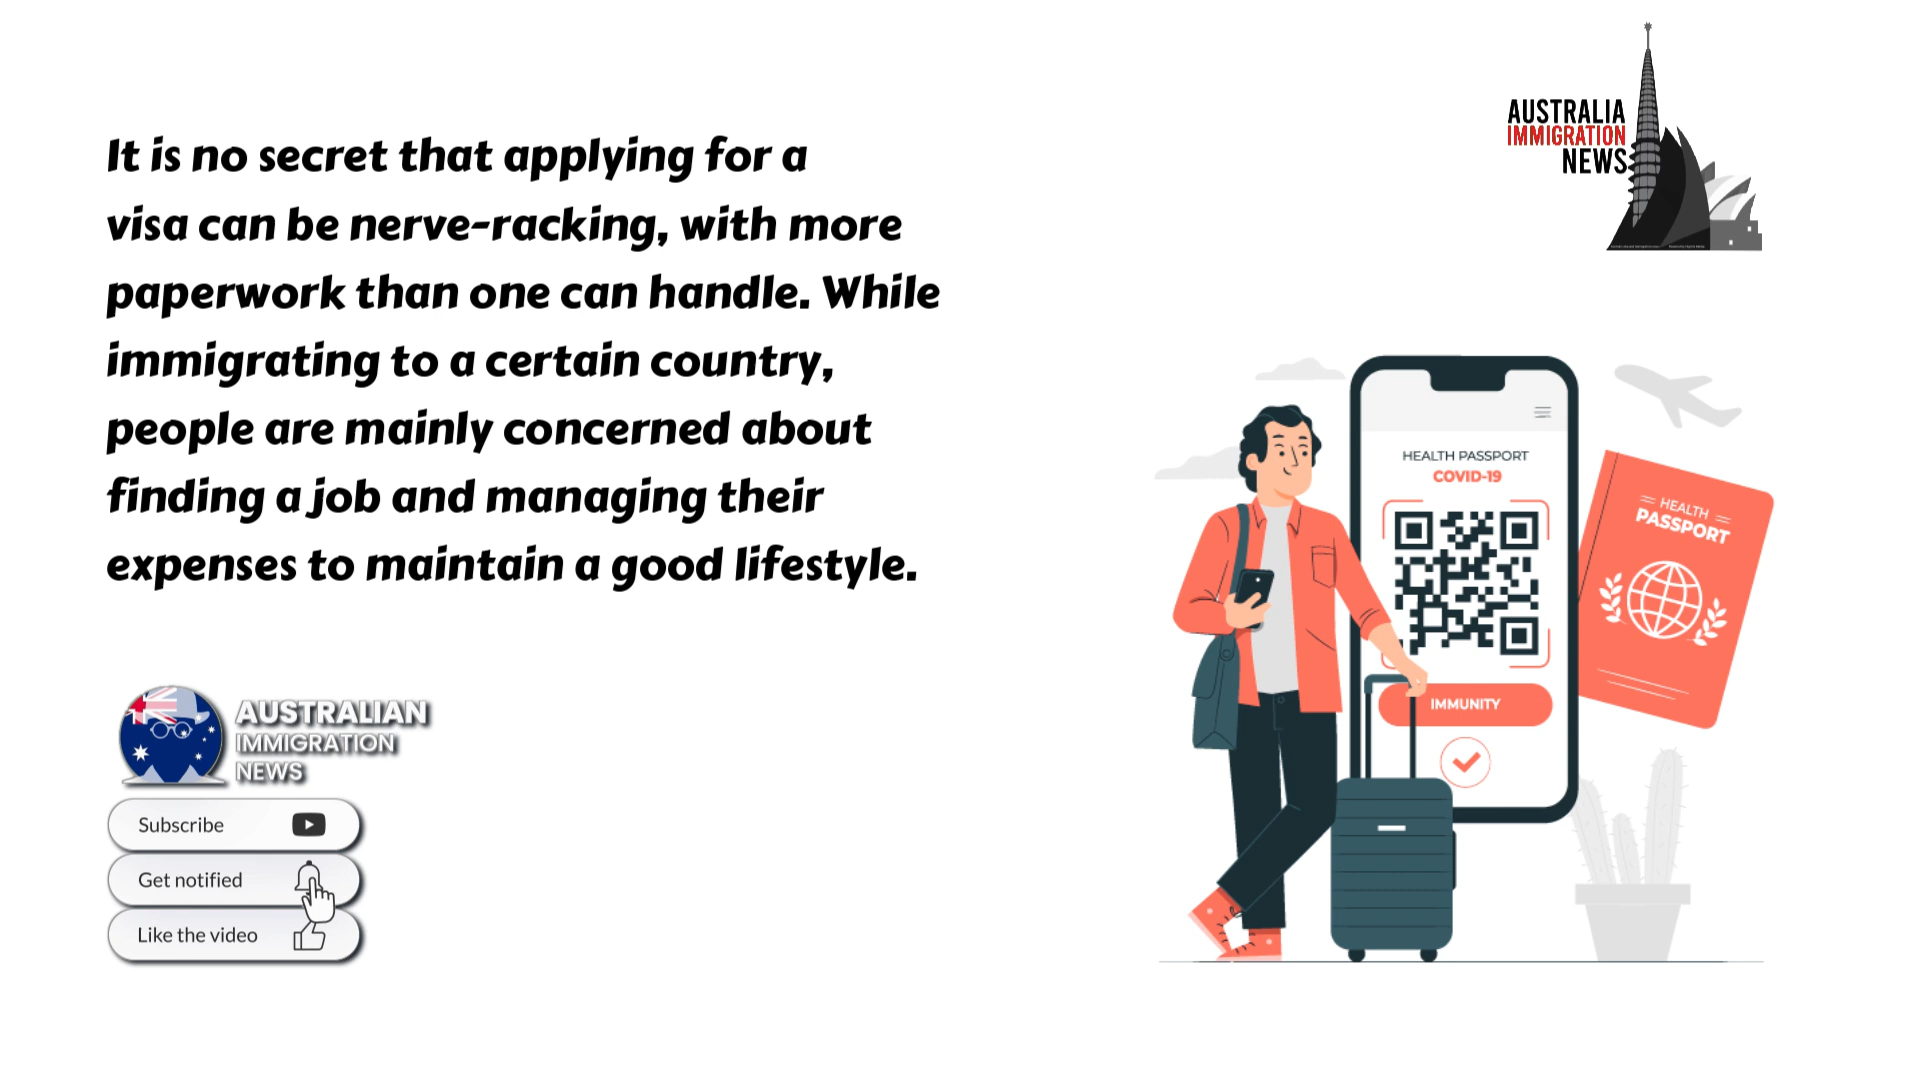 It is no secret that applying for a
visa can be nerve-racking, with more
paperwork than one can handle. While
immigrating to a certain country,
people are mainly concerned about
finding a job and managing their
expenses to maintain a good lifestyle.
AUSTRALIA
IMMIGRATION
NEWS
HEALTH PASSPORT
COVID-19
IMMUNITY
HEALTH
PASSPORT
AUSTRALIAN
IMMIGRATION
NEWS
Subscribe
Get notified
Like the video